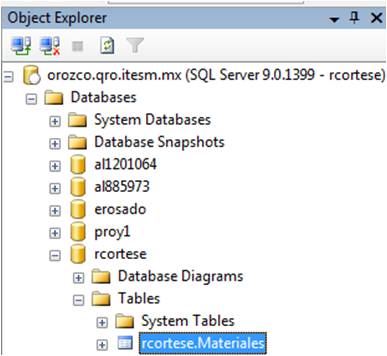 Object Explorer
orozco.qro.itesm.mx (SQL Server 9.0.1399 - rcortese)
Databases
System Databases
Database Snapshots
al1201064
al885973
erosado
proy1
rcortese
Database Diagrams
Tables
System Tables
rcortese.Materiales